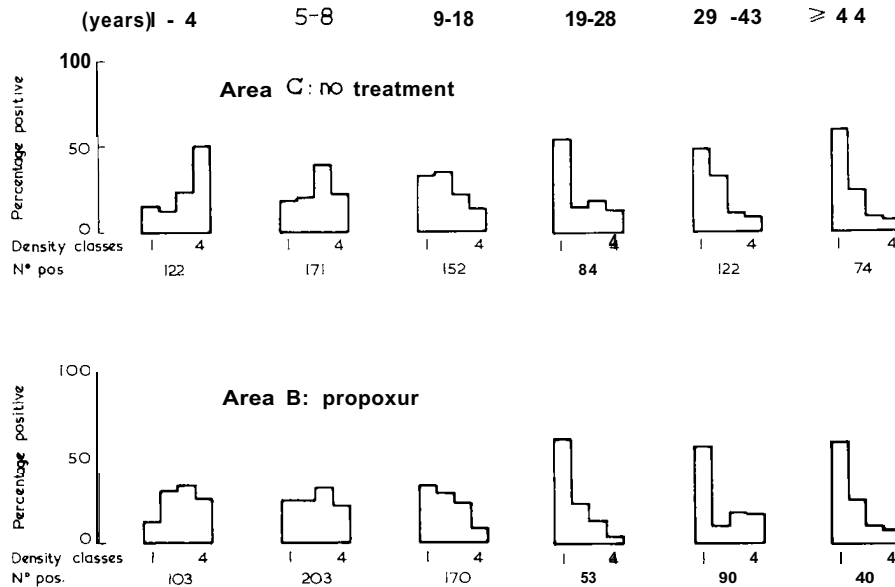 (years) 1 - 4 5-8 9-18 19-28 29 -43 ⩾ 44
100
Area C: no treatment
Percentage positive
50
0
Density classes 1 4 1 4 1 4 1 4 1 4 1 4
N° pos 122 171 152 84 122 74
100
Area B: propoxur
Percentage positive
50
0
Density classes 1 4 1 4 1 4 1 4 1 4 1 4
N° pos. 103 203 170 53 90 40